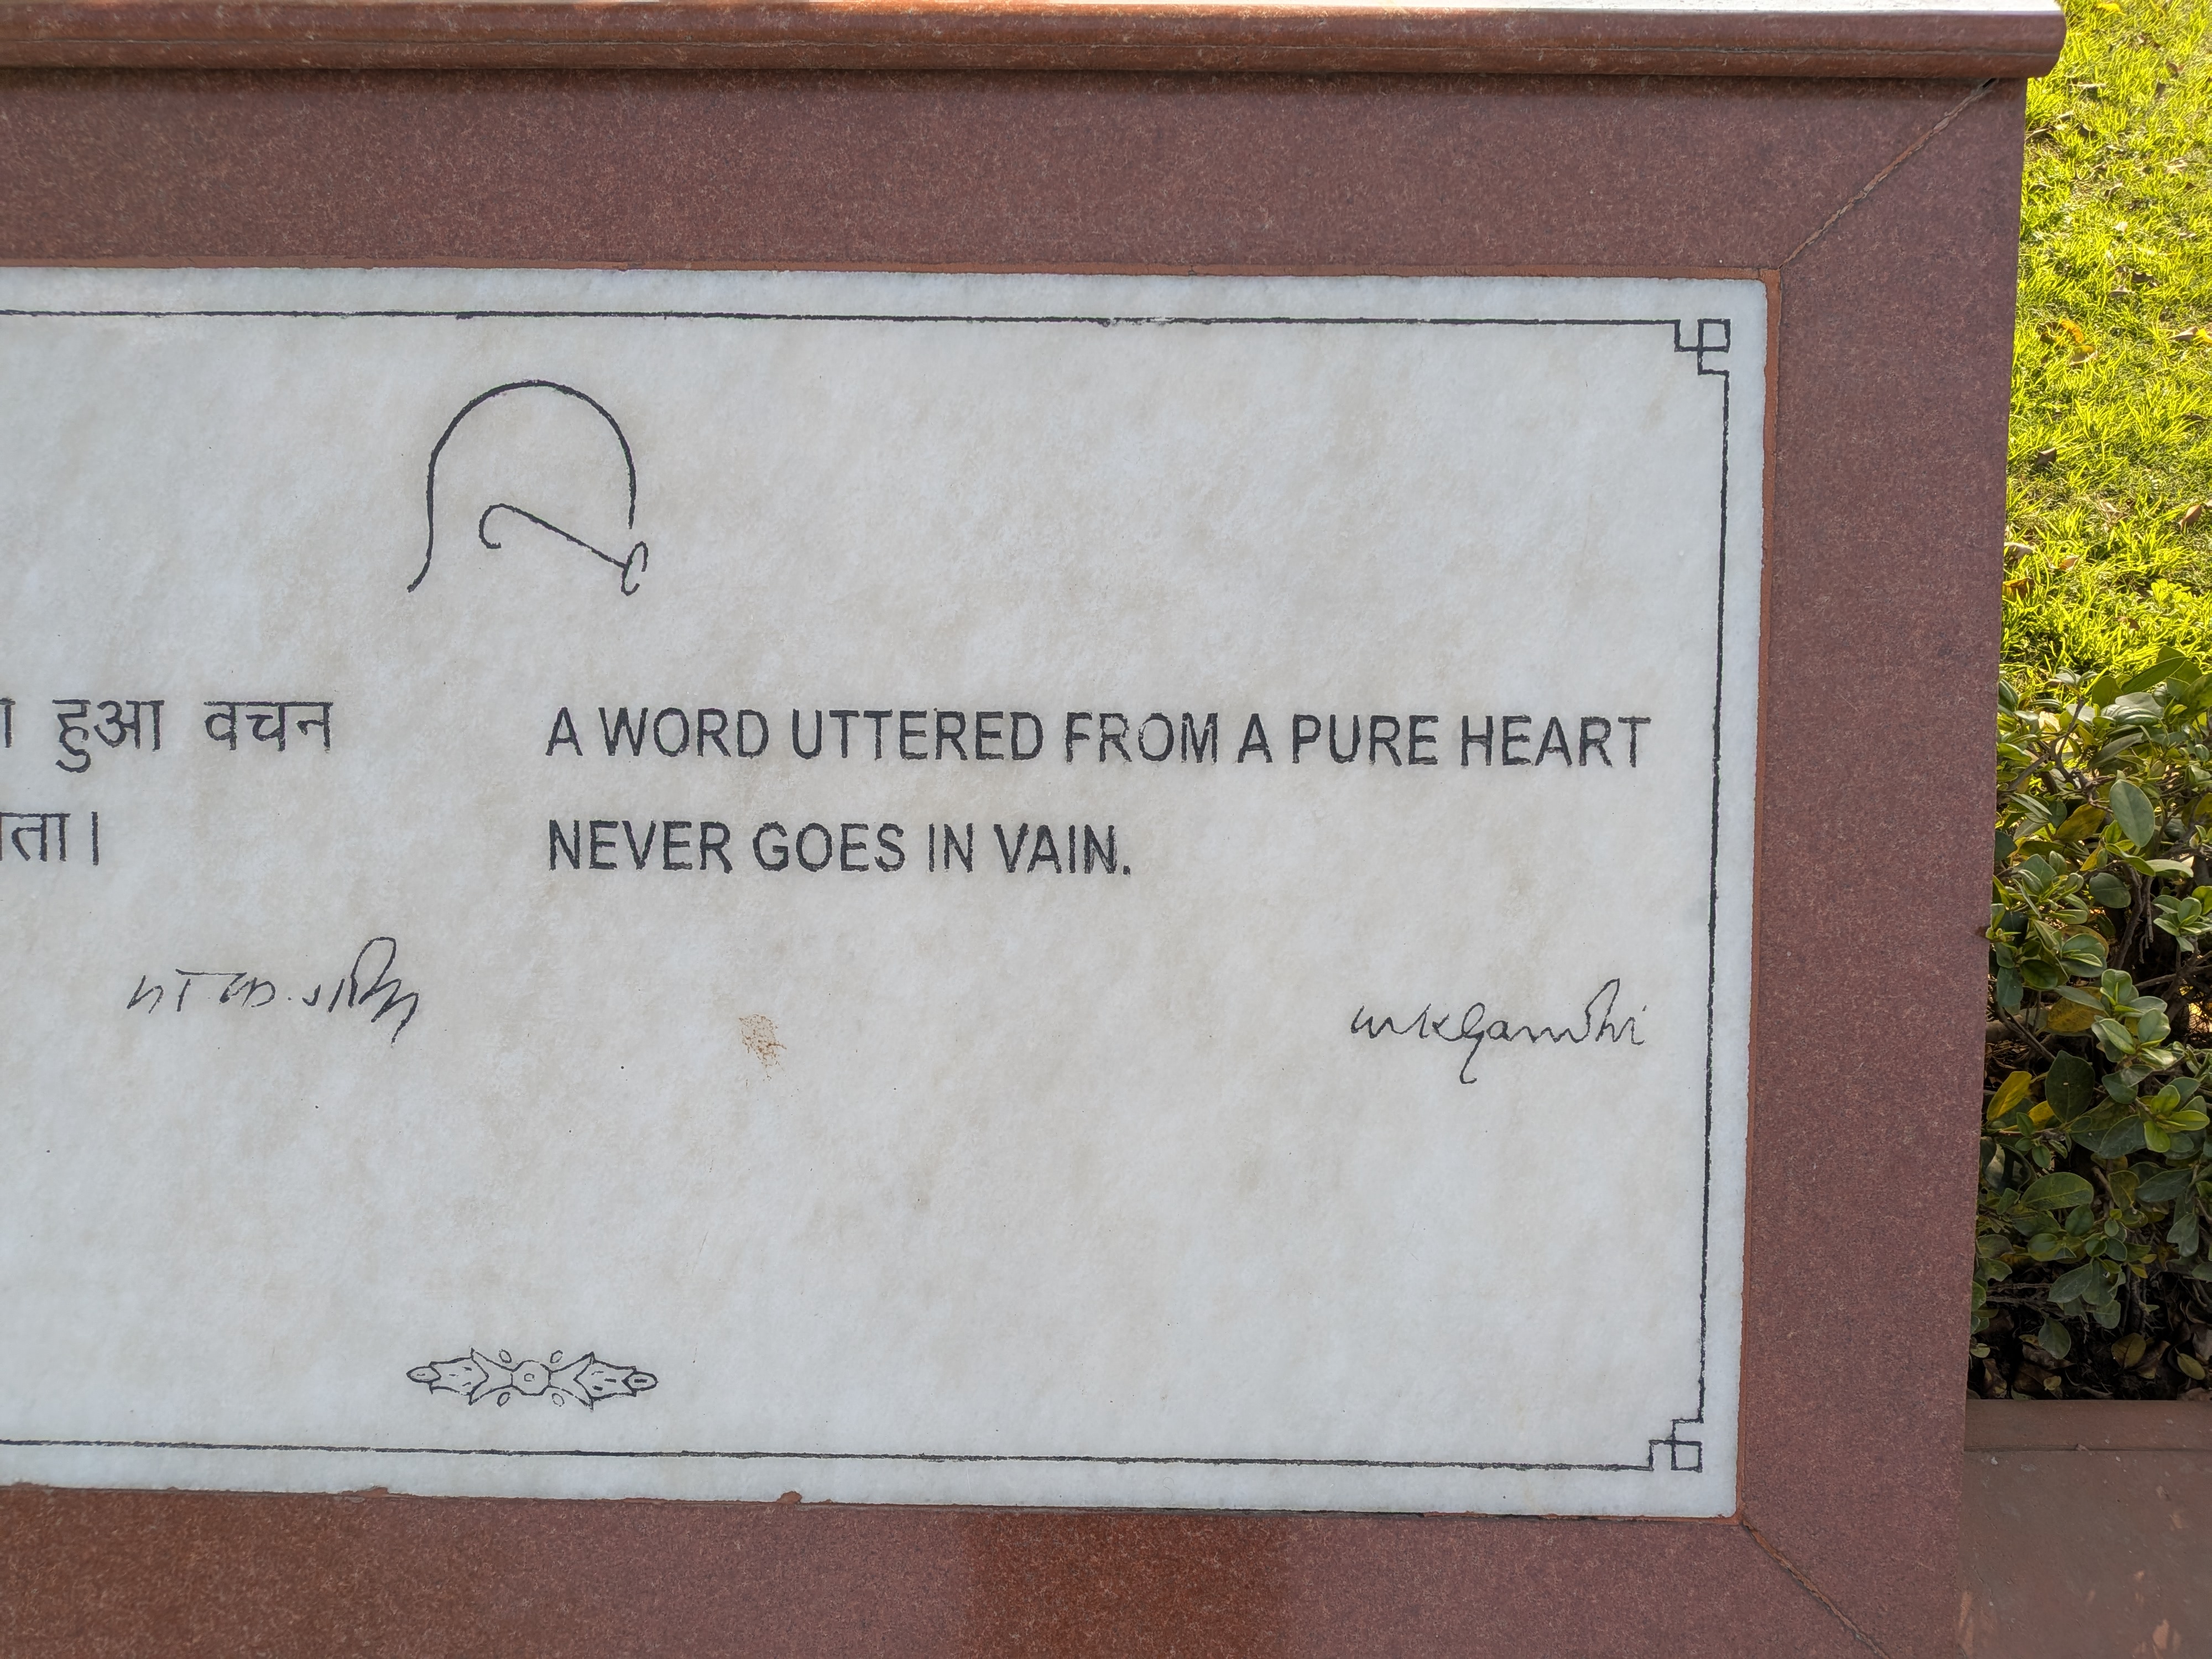 हुआ वचन
A WORD UTTERED FROM A PURE HEART
NEVER GOES IN VAIN.
mkgandhi